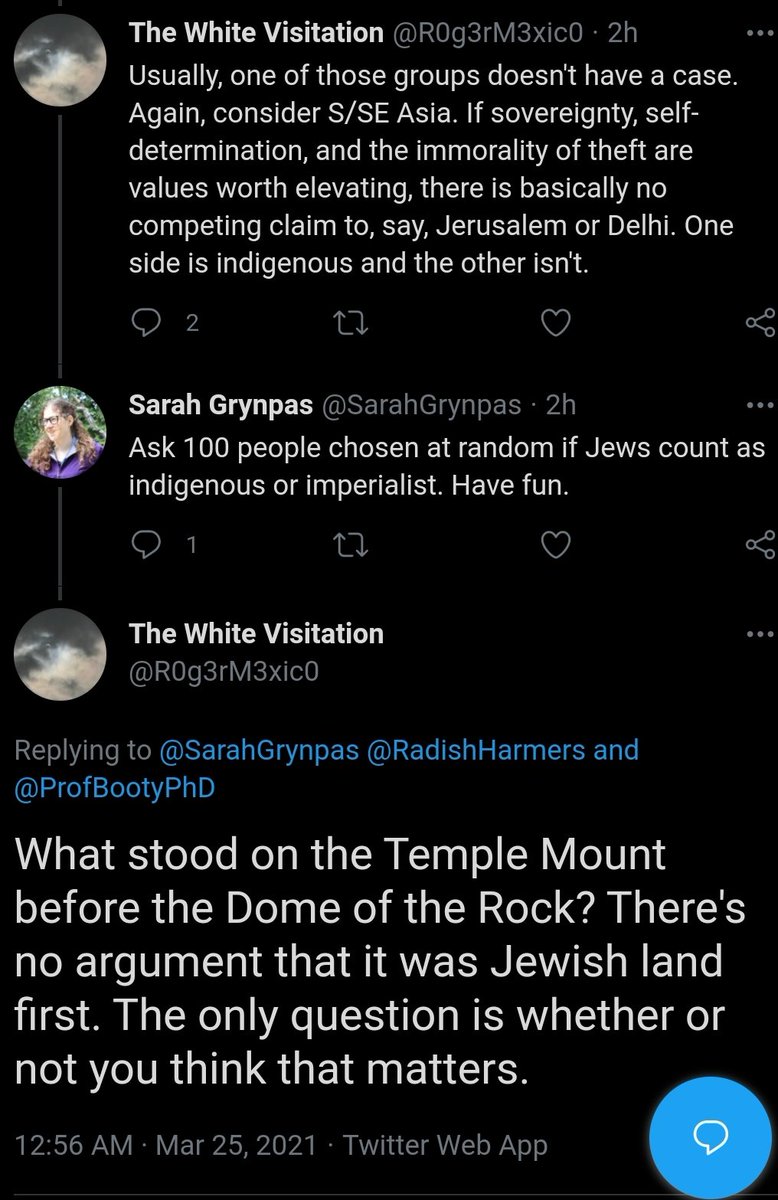 The White Visitation @R0g3rM3xic0 · 2h
Usually, one of those groups doesn't have a case.
Again, consider S/SE Asia. If sovereignty, self-
determination, and the immorality of theft are
values worth elevating, there is basically no
competing claim to, say, Jerusalem or Delhi. One
side is indigenous and the other isn't.
2
Sarah Grynpas @SarahGrynpas · 2h
Ask 100 people chosen at random if Jews count as
indigenous or imperialist. Have fun.
1
The White Visitation
@R0g3rM3xic0
Replying to @SarahGrynpas @RadishHarmers and
@ProfBootyPhD
What stood on the Temple Mount
before the Dome of the Rock? There's
no argument that it was Jewish land
first. The only question is whether or
not you think that matters.
12:56 AM · Mar 25, 2021 · Twitter Web App